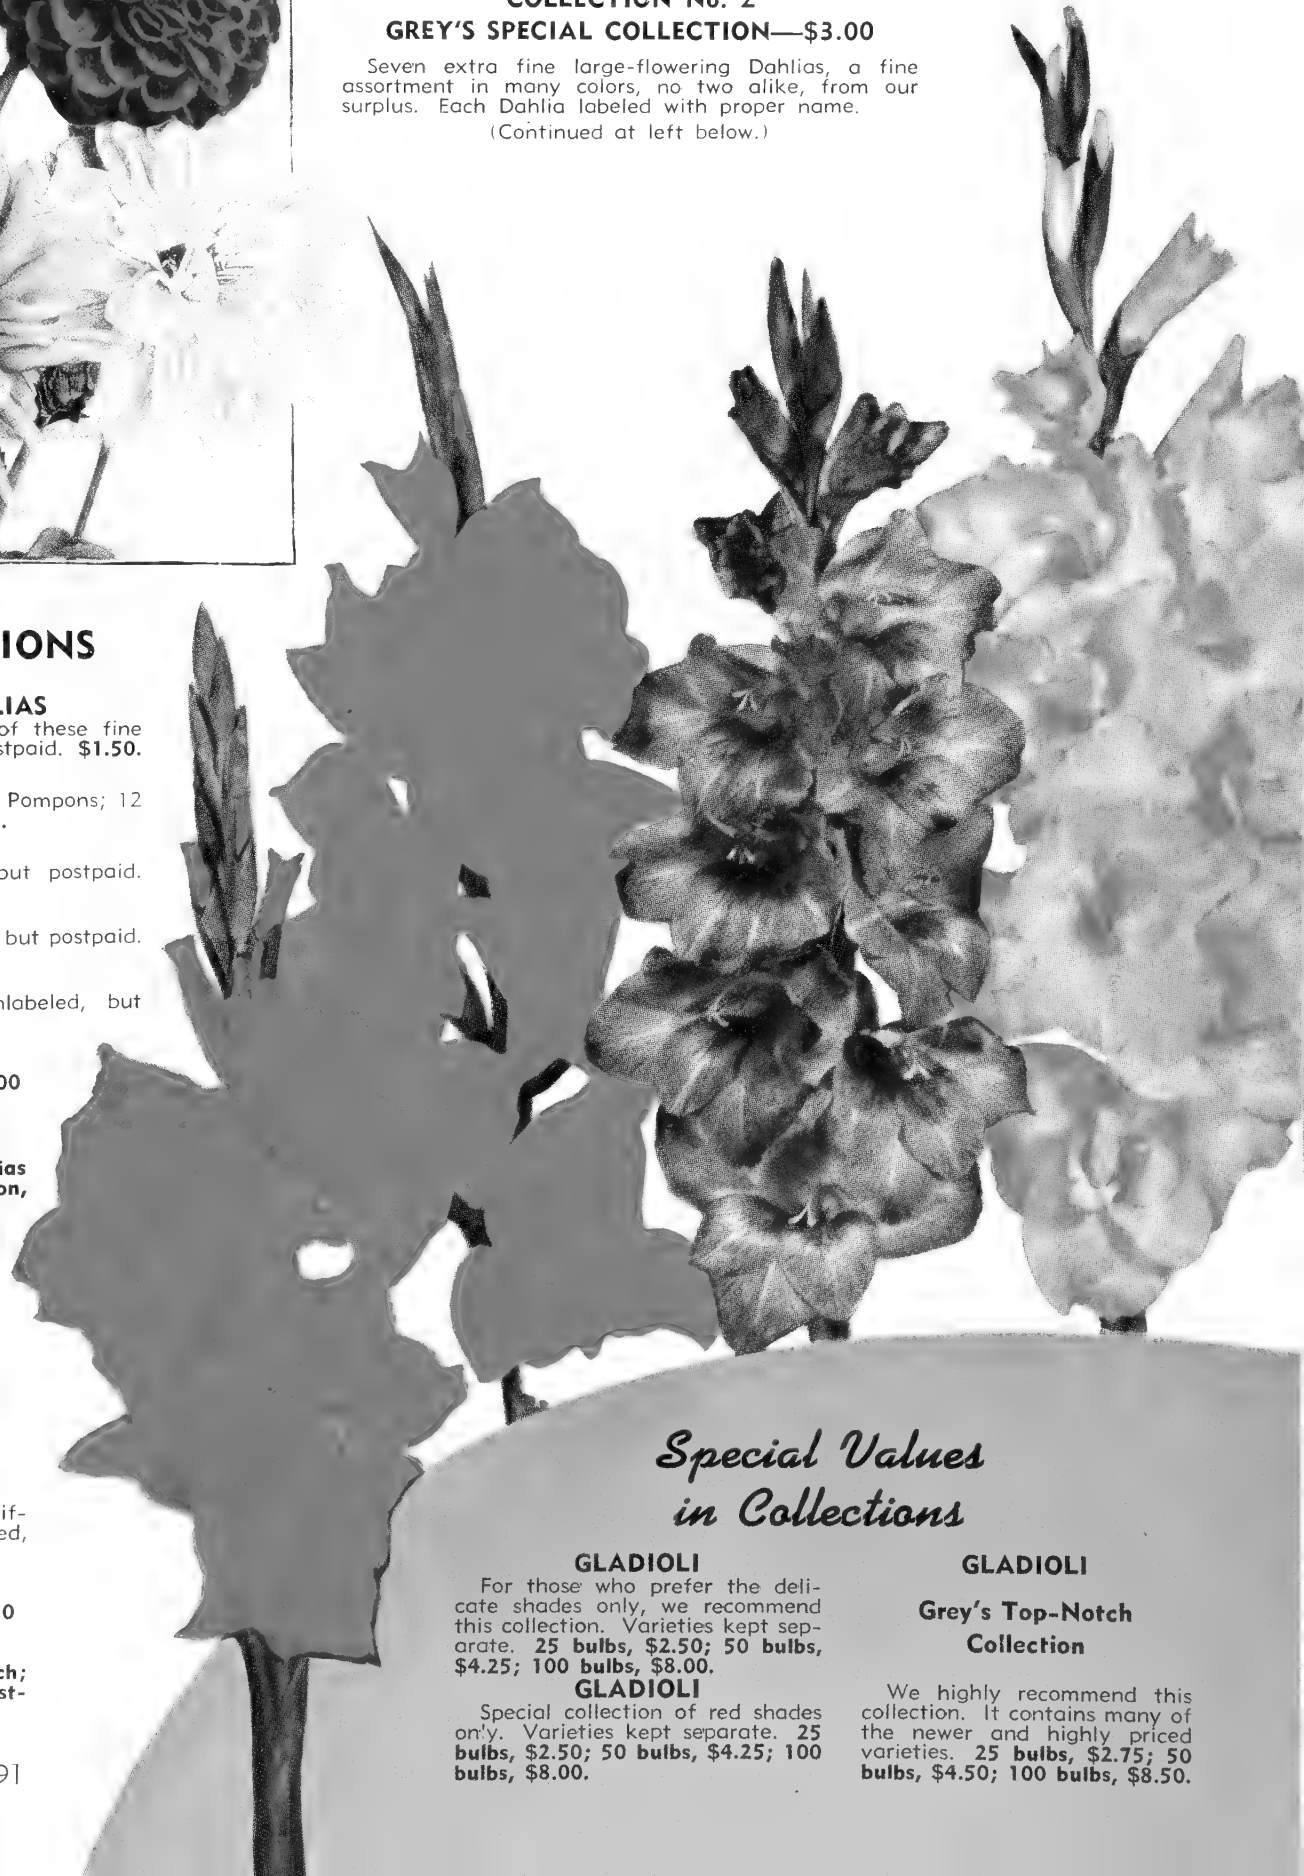 COLLECTION No. 2
GREY'S SPECIAL COLLECTION—$3.00
Seven extra fine large-flowering Dahlias, a fine
assortment in many colors, no two alike, from our
surplus. Each Dahlia labeled with proper name.
(Continued at left below.)
IONS
LIAS
of these fine
stpaid. $1.50.
Pompons; 12
.
out postpaid.
but postpaid.
nlabeled, but
00
ias
on,
if-
ed,
0
ch;
st-
91
Special Values
in Collections
GLADIOLI
For those who prefer the deli-
cate shades only, we recommend
this collection. Varieties kept sep-
arate. 25 bulbs, $2.50; 50 bulbs,
$4.25; 100 bulbs, $8.00.
GLADIOLI
Special collection of red shades
only. Varieties kept separate. 25
bulbs, $2.50; 50 bulbs, $4.25; 100
bulbs, $8.00.
GLADIOLI
Grey's Top-Notch
Collection
We highly recommend this
collection. It contains many of
the newer and highly priced
varieties. 25 bulbs, $2.75; 50
bulbs, $4.50; 100 bulbs, $8.50.